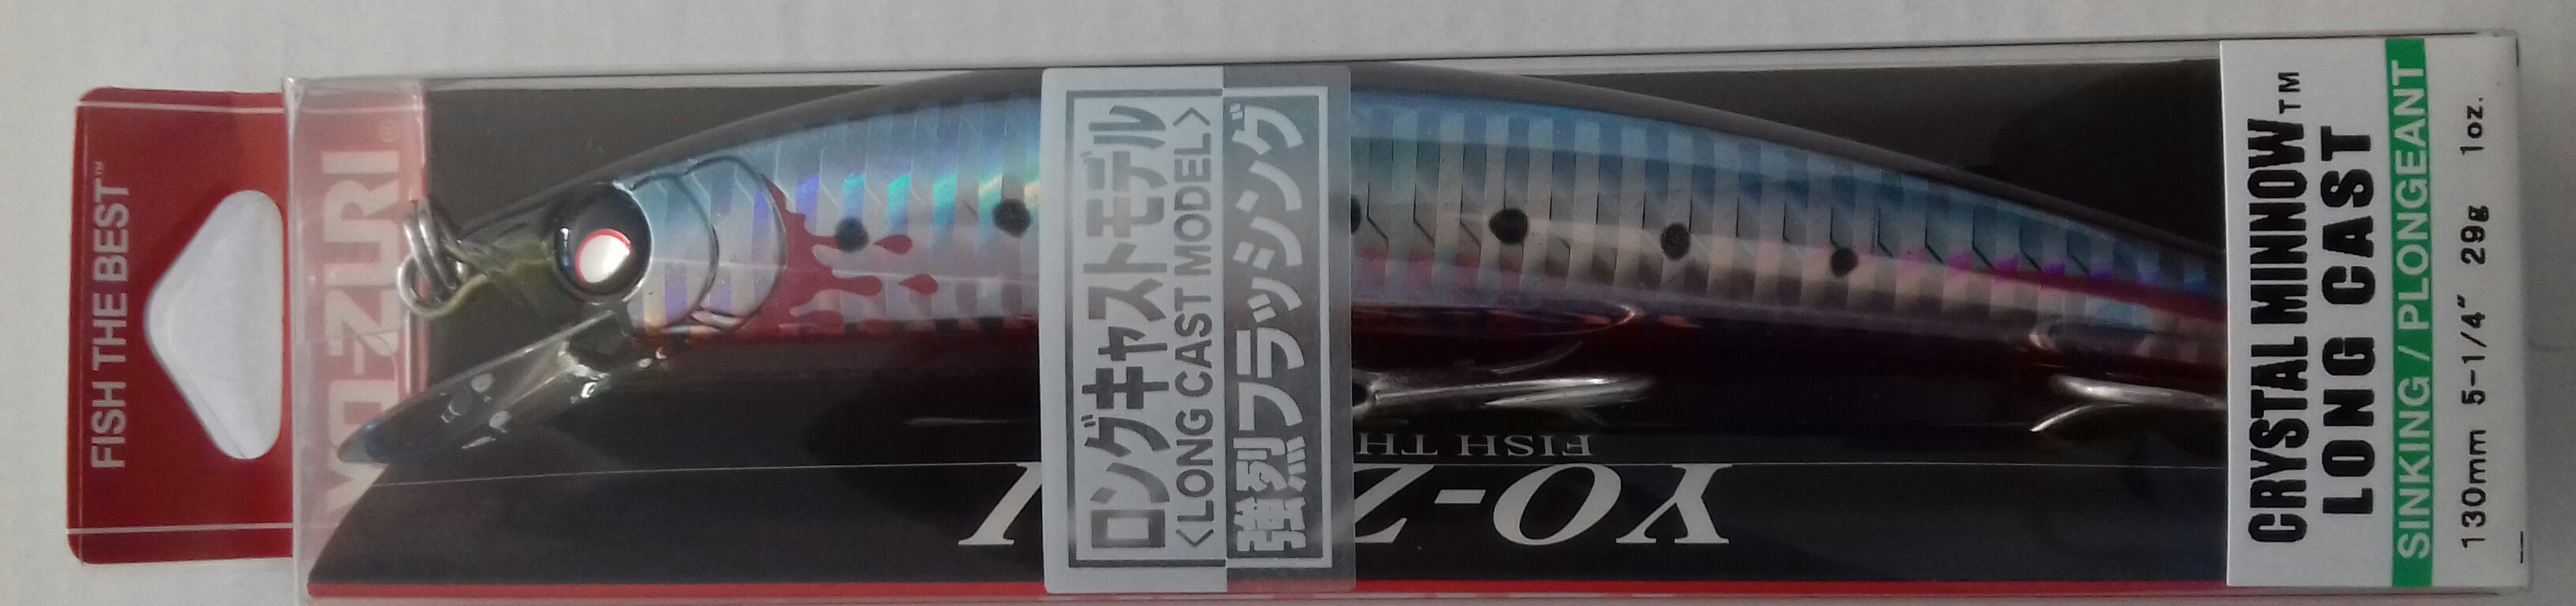 FISH THE BEST™
YO-ZURI®
ロングキャストモデル
<LONG CAST MODEL>
強烈フラッシング
FISH TH
YO-Z
I
CRYSTAL MINNOW™
LONG CAST
SINKING / PLONGEANT
130mm 5-1/4" 29g 1oz.